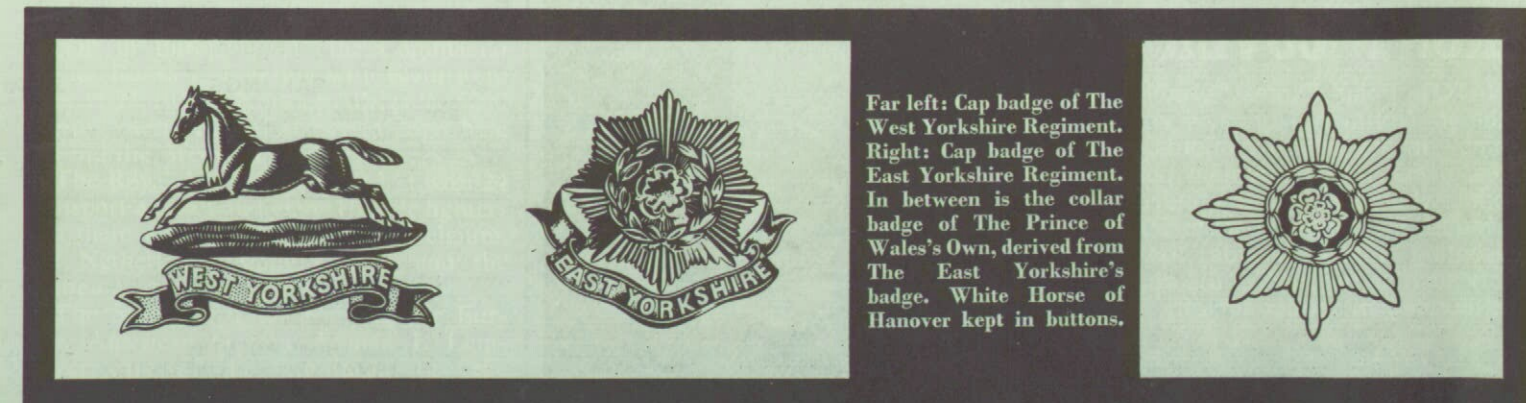 WEST YORKSHIRE
EAST YORKSHIRE
Far left: Cap badge of The
West Yorkshire Regiment.
Right: Cap badge of The
East Yorkshire Regiment.
In between is the collar
badge of The Prince of
Wales's Own, derived from
The East Yorkshire's
badge. White Horse of
Hanover kept in buttons.